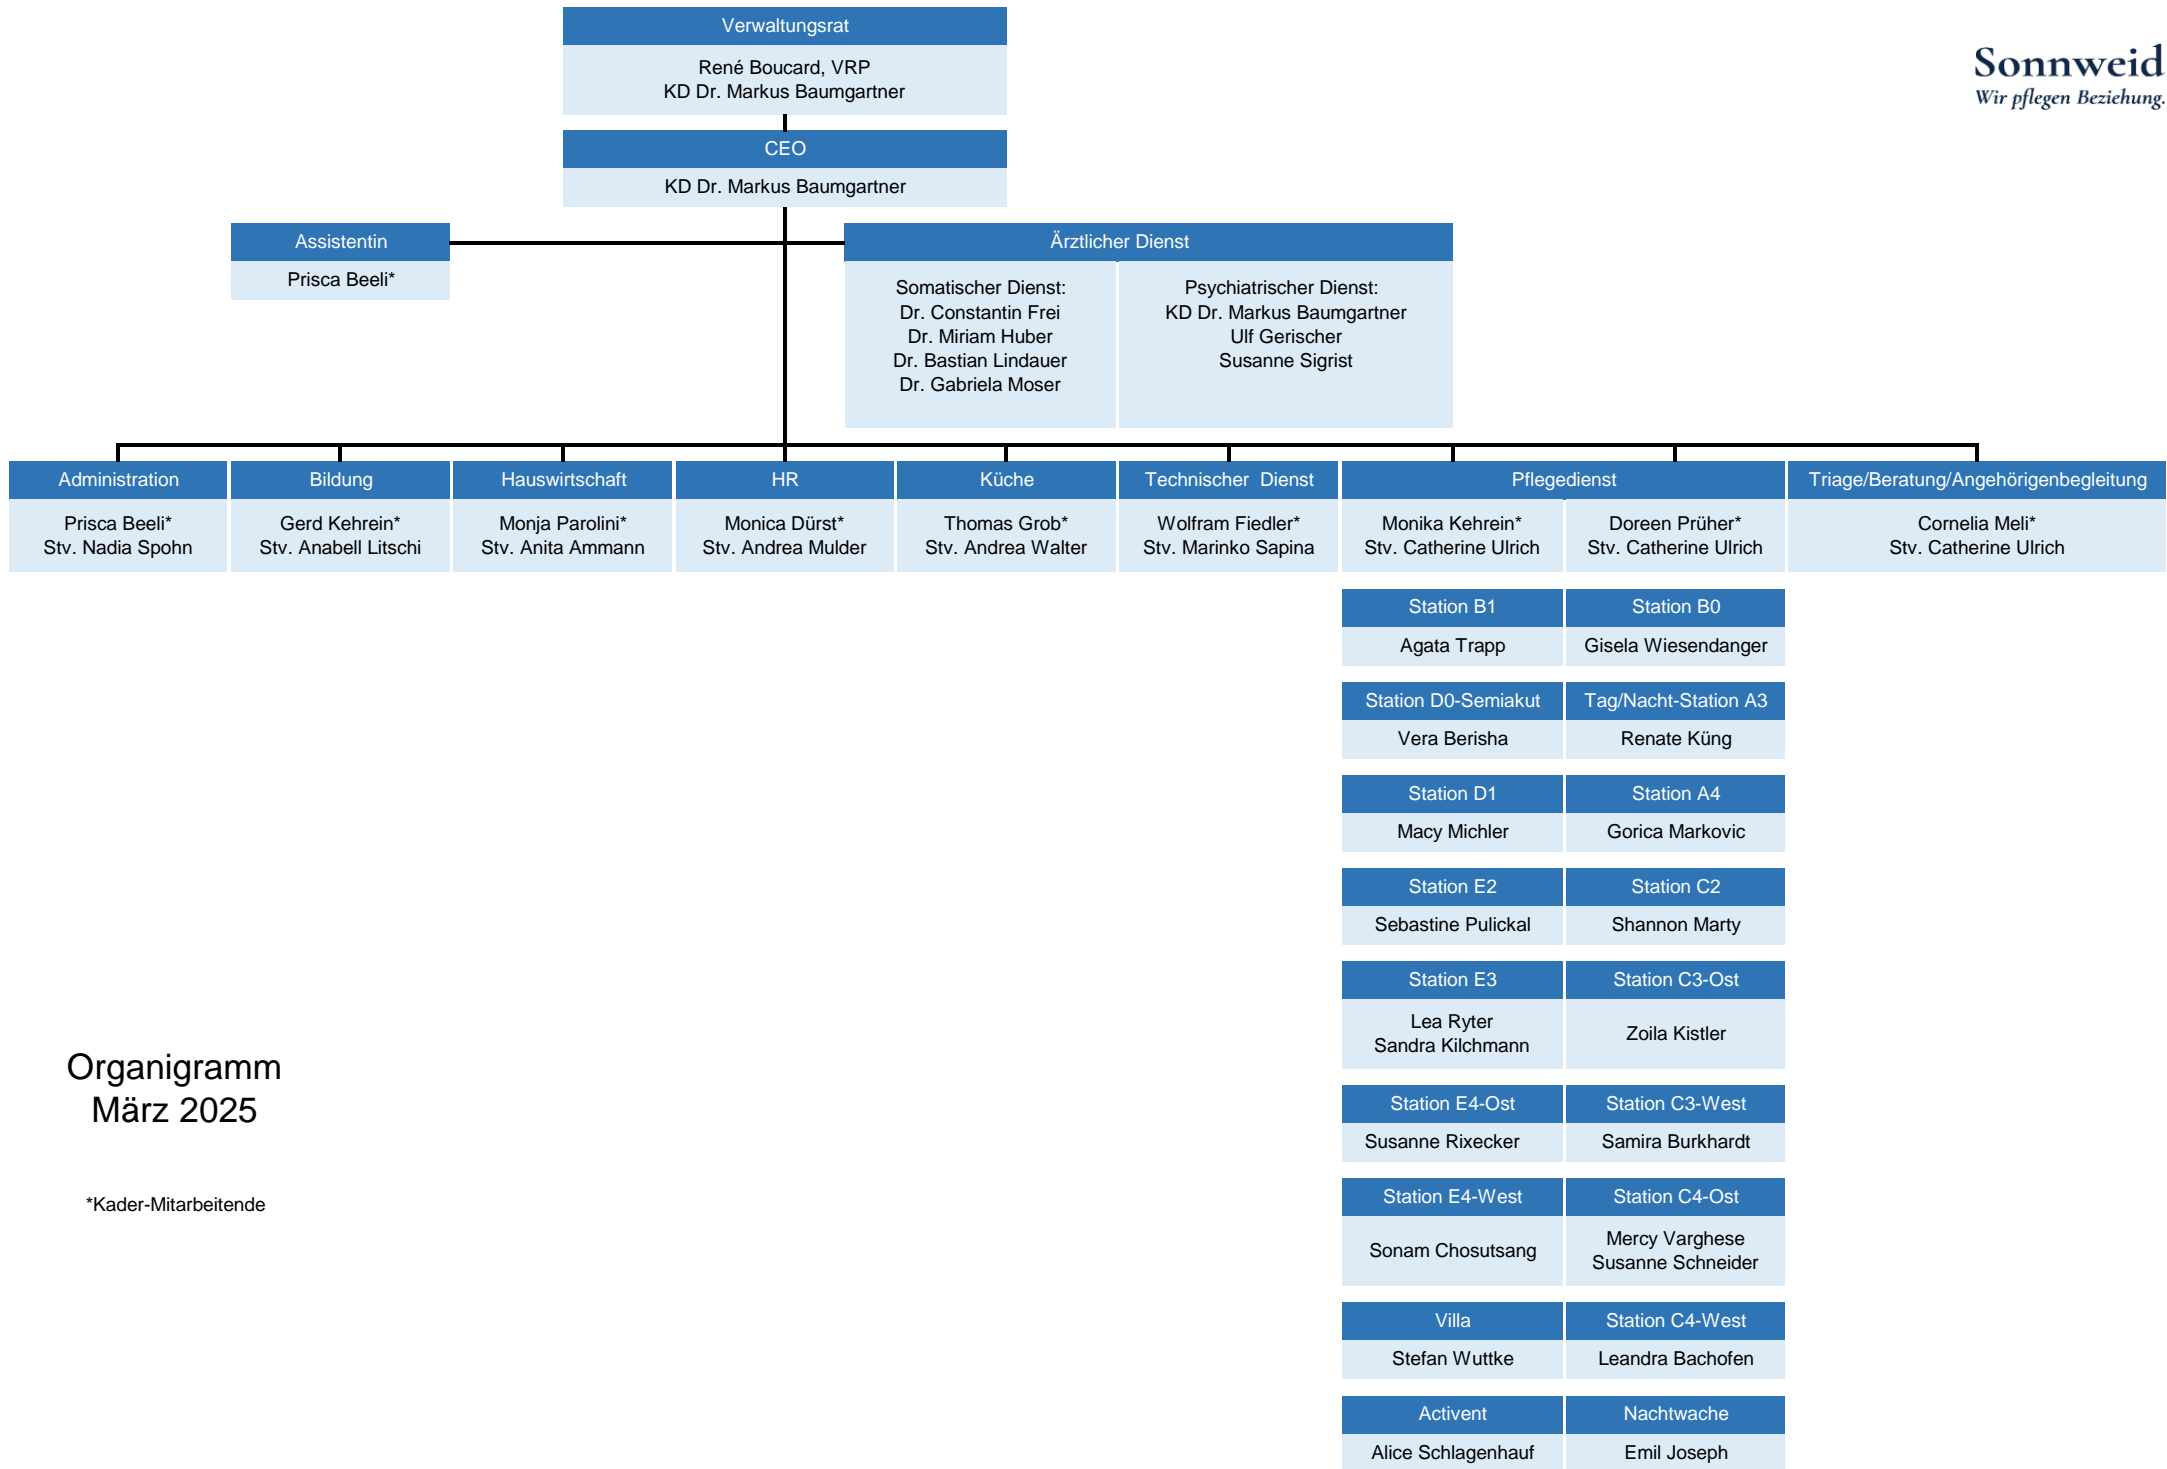 Verwaltungsrat
René Boucard, VRP
KD Dr. Markus Baumgartner
Sonnweid
Wir pflegen Beziehung.
CEO
KD Dr. Markus Baumgartner
Assistentin
Prisca Beeli*
Ärztlicher Dienst
Somatischer Dienst:
Dr. Constantin Frei
Dr. Miriam Huber
Dr. Bastian Lindauer
Dr. Gabriela Moser
Psychiatrischer Dienst:
KD Dr. Markus Baumgartner
Ulf Gerischer
Susanne Sigrist
Administration
Prisca Beeli*
Stv. Nadia Spohn
Bildung
Gerd Kehrein*
Stv. Anabell Litschi
Hauswirtschaft
Monja Parolini*
Stv. Anita Ammann
HR
Monica Dürst*
Stv. Andrea Mulder
Küche
Thomas Grob*
Stv. Andrea Walter
Technischer Dienst
Wolfram Fiedler*
Stv. Marinko Sapina
Pflegedienst
Monika Kehrein*
Stv. Catherine Ulrich
Doreen Prüher*
Stv. Catherine Ulrich
Triage/Beratung/Angehörigenbegleitung
Cornelia Meli*
Stv. Catherine Ulrich
Station B1
Agata Trapp
Station B0
Gisela Wiesendanger
Station D0-Semiakut
Vera Berisha
Tag/Nacht-Station A3
Renate Küng
Station D1
Macy Michler
Station A4
Gorica Markovic
Station E2
Sebastine Pulickal
Station C2
Shannon Marty
Station E3
Lea Ryter
Sandra Kilchmann
Station C3-Ost
Zoila Kistler
Station E4-Ost
Susanne Rixecker
Station C3-West
Samira Burkhardt
Station E4-West
Sonam Chosutsang
Station C4-Ost
Mercy Varghese
Susanne Schneider
Villa
Stefan Wuttke
Station C4-West
Leandra Bachofen
Activent
Alice Schlagenhauf
Nachtwache
Emil Joseph
Organigramm
März 2025
*Kader-Mitarbeitende